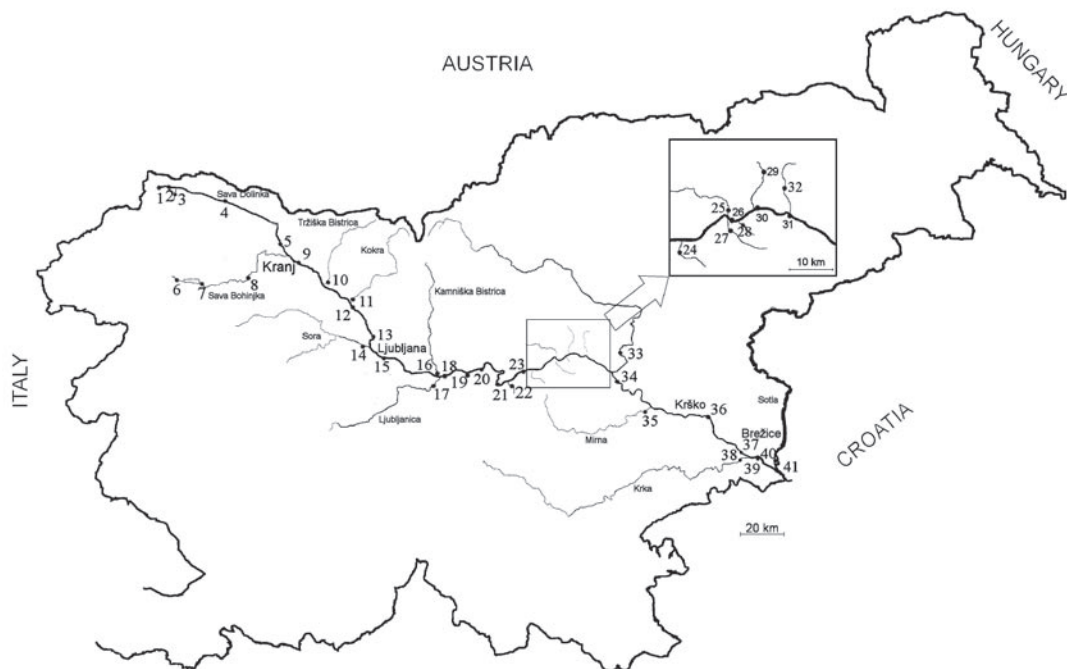 AUSTRIA
HUNGARY
ITALY
CROATIA
1 2 3
Sava Dolinka
4
Tržiška Bistrica
Kokra
5
9
Kranj
6
7
8
Sava Bohinjka
10
11
12
Kamniška Bistrica
Sora
13
14
Ljubljana
15
16
18
17
19
20
21
22
23
Ljubljanica
29
32
25
26
30
31
27
28
24
10 km
33
34
35
Mirna
Krško
36
Sotla
Brežice
37
38
40
39
41
Krka
20 km